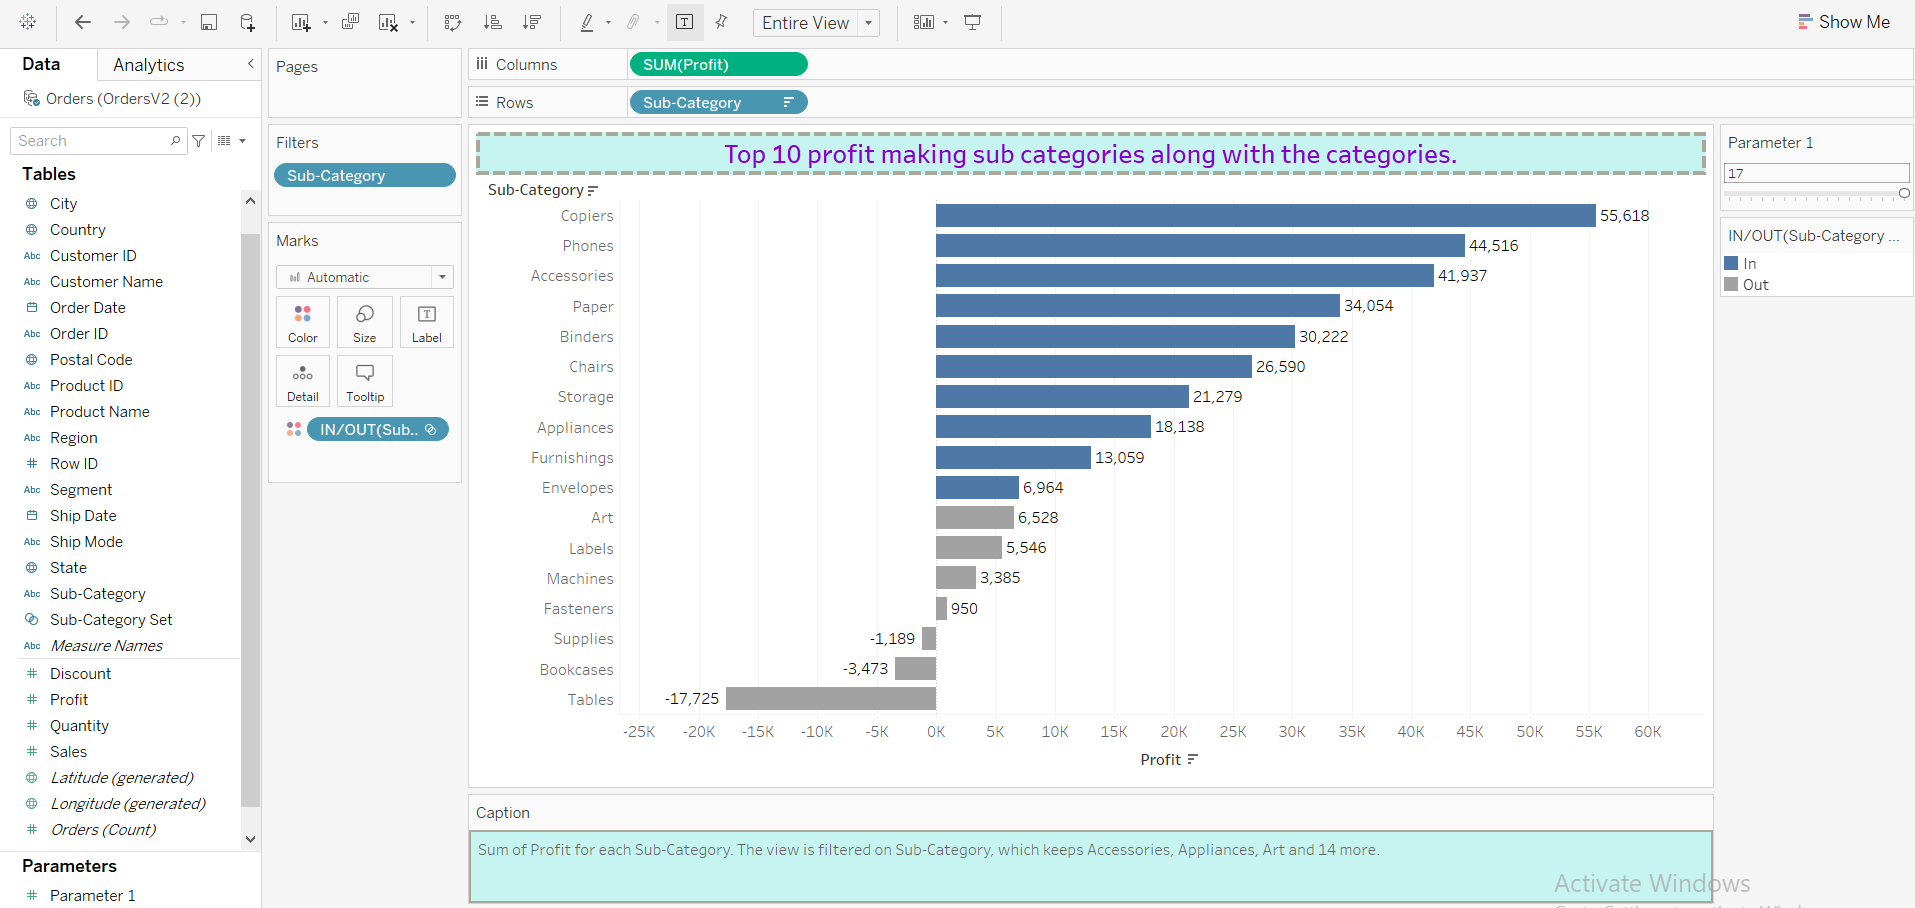 Entire View
Show Me
Data
Analytics
Orders (OrdersV2 (2))
Search
Tables
City
Country
Abc Customer ID
Abc Customer Name
Order Date
Abc Order ID
Postal Code
Abc Product ID
Abc Product Name
Abc Region
# Row ID
Abc Segment
Ship Date
Abc Ship Mode
State
Abc Sub-Category
Sub-Category Set
Abc Measure Names
# Discount
# Profit
# Quantity
# Sales
Latitude (generated)
Longitude (generated)
# Orders (Count)
Parameters
# Parameter 1
Pages
Filters
Sub-Category
Marks
Automatic
Color
Size
Label
Detail
Tooltip
IN/OUT(Sub..
Columns
SUM(Profit)
Rows
Sub-Category
Top 10 profit making sub categories along with the categories.
Sub-Category
Copiers 55,618
Phones 44,516
Accessories 41,937
Paper 34,054
Binders 30,222
Chairs 26,590
Storage 21,279
Appliances 18,138
Furnishings 13,059
Envelopes 6,964
Art 6,528
Labels 5,546
Machines 3,385
Fasteners 950
Supplies -1,189
Bookcases -3,473
Tables -17,725
-25K -20K -15K -10K -5K 0K 5K 10K 15K 20K 25K 30K 35K 40K 45K 50K 55K 60K
Profit
Caption
Sum of Profit for each Sub-Category. The view is filtered on Sub-Category, which keeps Accessories, Appliances, Art and 14 more.
Parameter 1
17
IN/OUT(Sub-Category ...
In
Out
Activate Windows